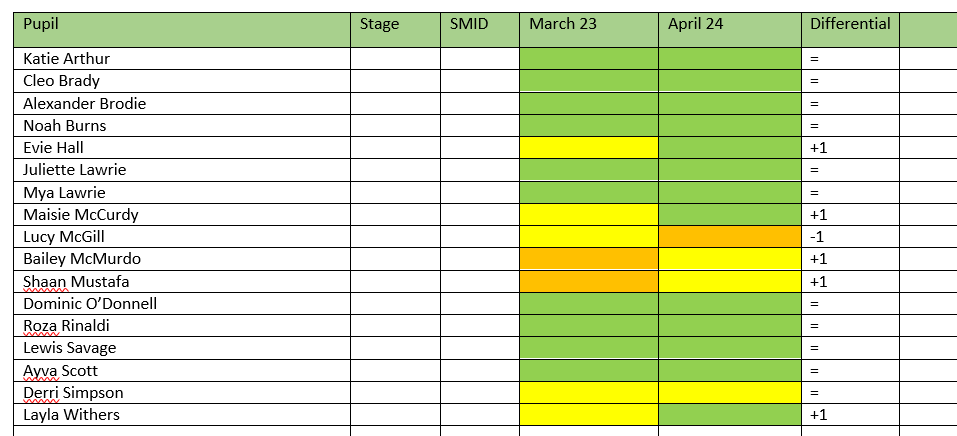 Pupil Stage SMID March 23 April 24 Differential
Katie Arthur =
Cleo Brady =
Alexander Brodie =
Noah Burns =
Evie Hall +1
Juliette Lawrie =
Mya Lawrie =
Maisie McCurdy +1
Lucy McGill -1
Bailey McMurdo +1
Shaan Mustafa +1
Dominic O’Donnell =
Roza Rinaldi =
Lewis Savage =
Ayva Scott =
Derri Simpson =
Layla Withers +1